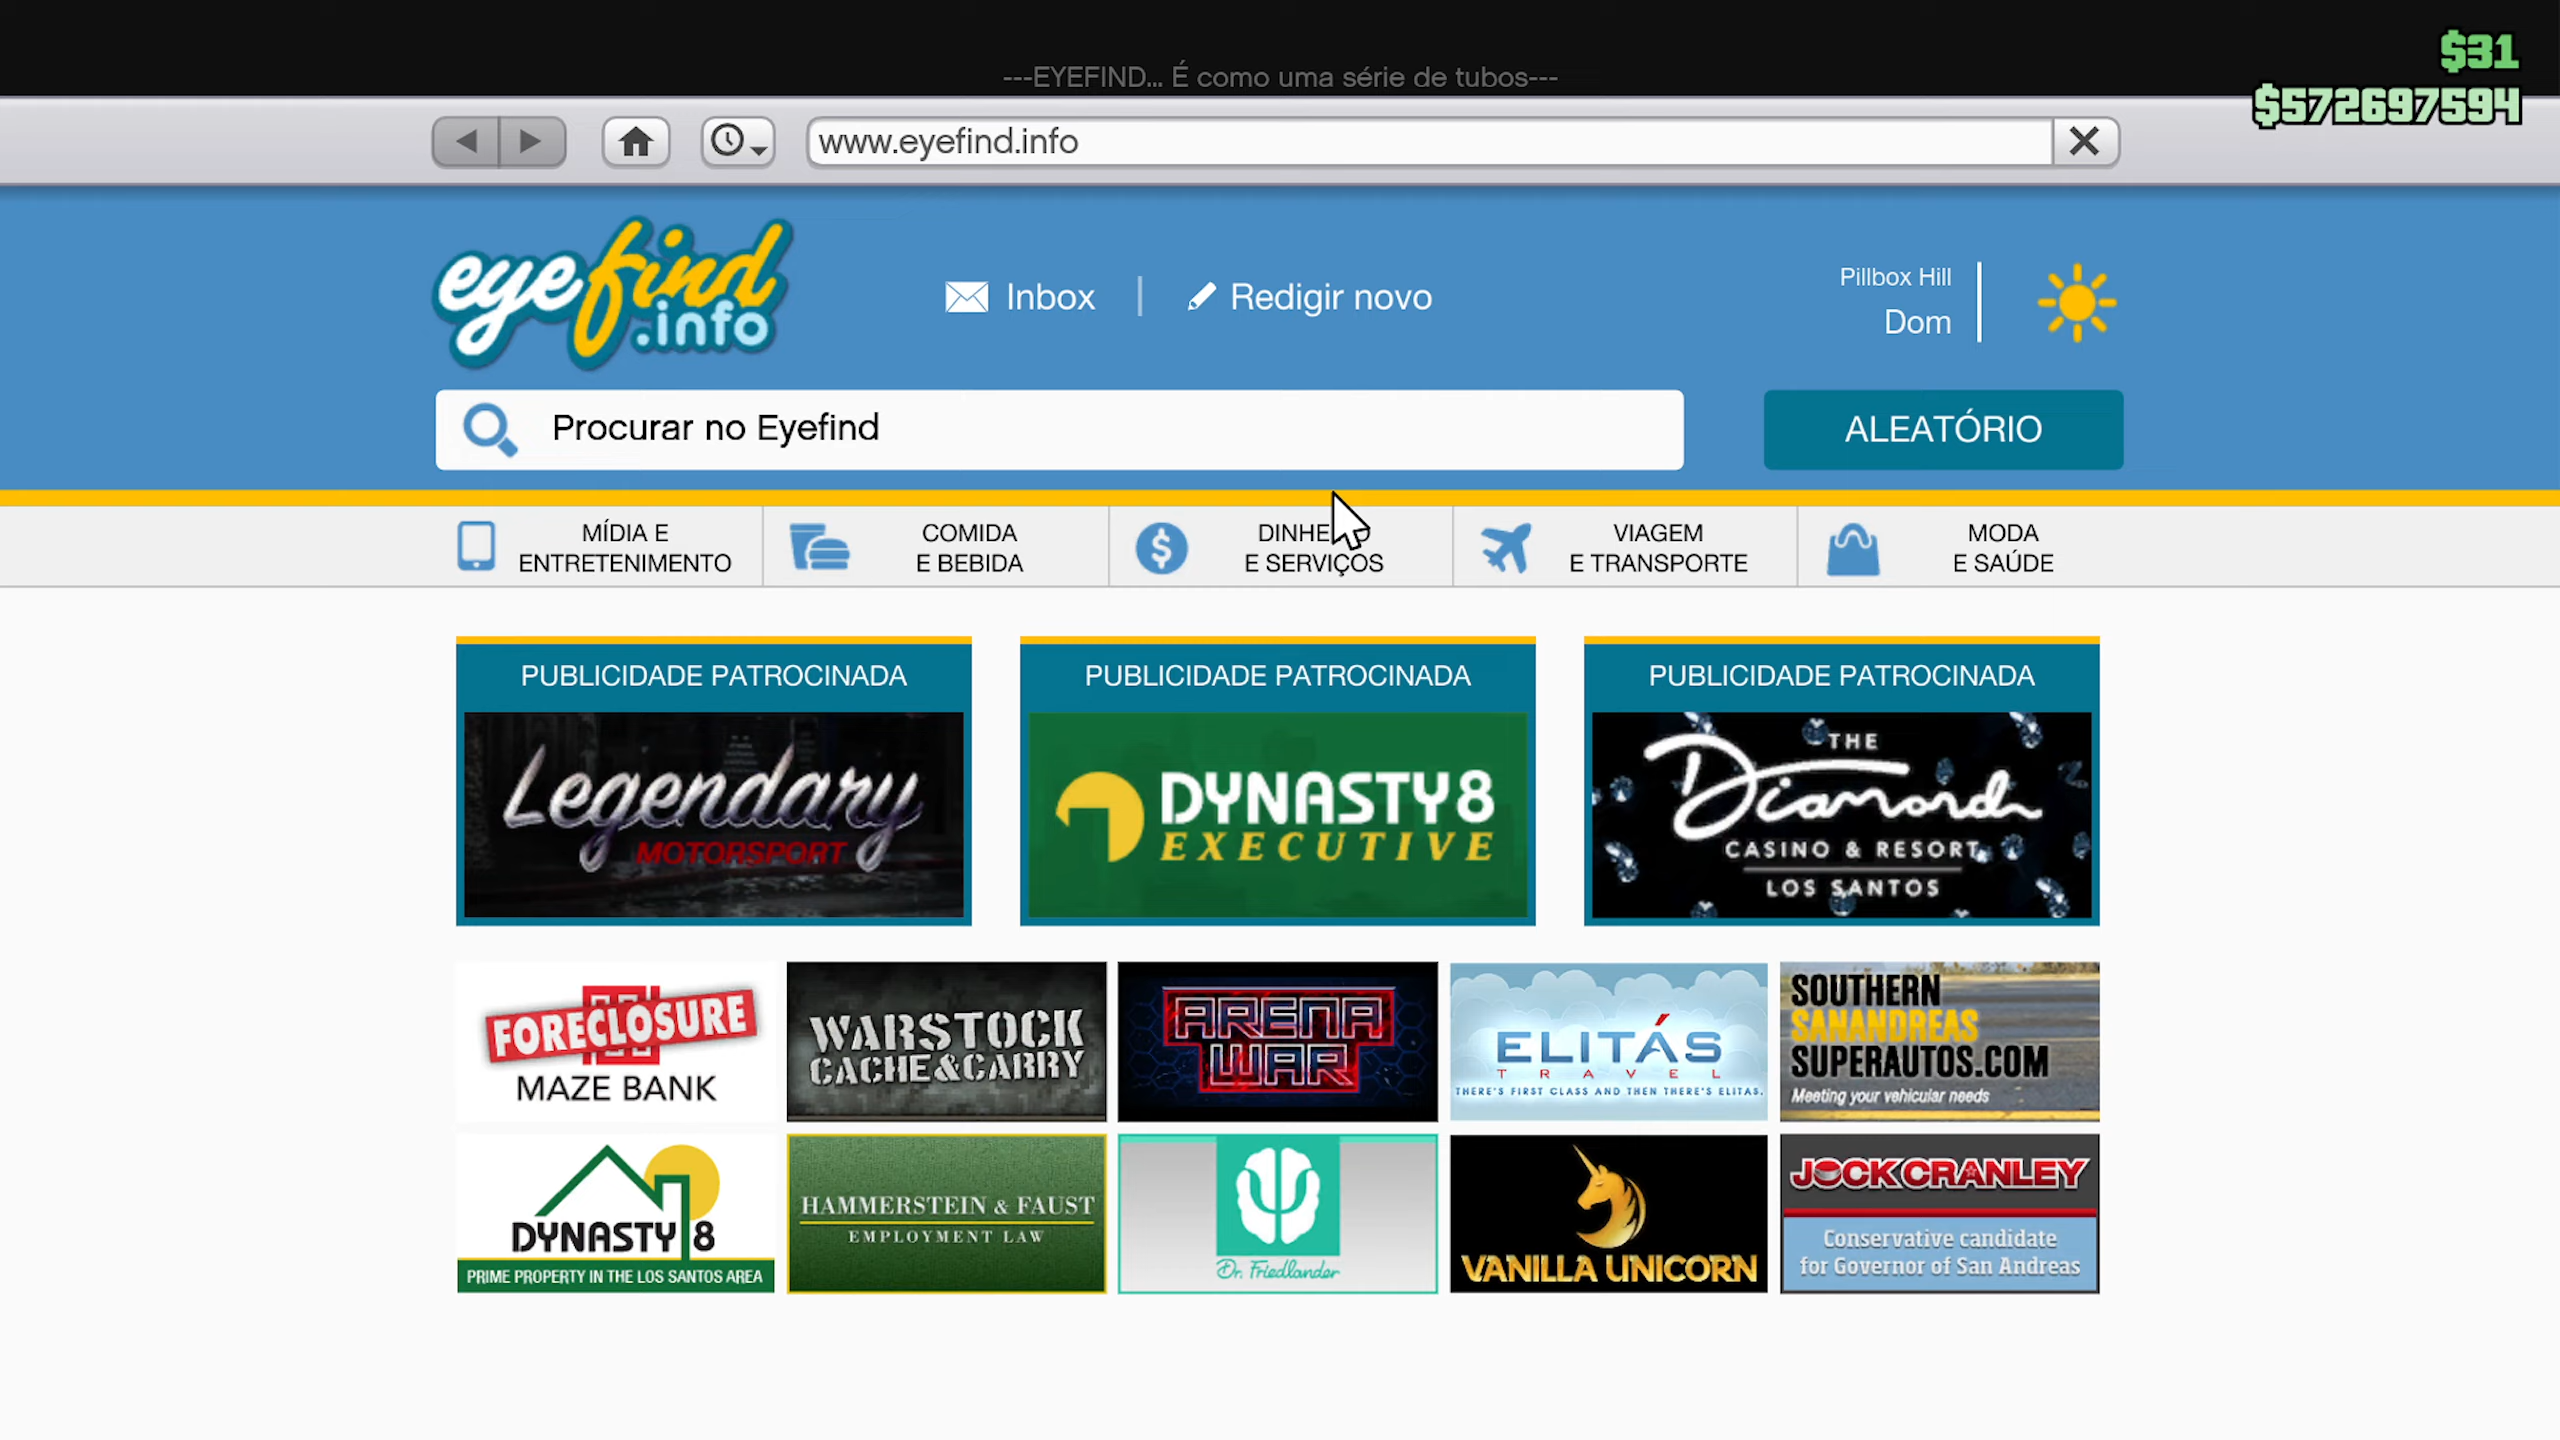 ---EYEFIND... É como uma série de tubos---
$31
$572697594
www.eyefind.info
eyefind
.info
Inbox
Redigir novo
Pillbox Hill
Dom
Procurar no Eyefind
ALEATÓRIO
MÍDIA E
ENTRETENIMENTO
COMIDA
E BEBIDA
E SERVIÇOS
VIAGEM
E TRANSPORTE
MODA
E SAÚDE
PUBLICIDADE PATROCINADA
Legendary
MOTORSPORT
PUBLICIDADE PATROCINADA
DYNASTY8
EXECUTIVE
PUBLICIDADE PATROCINADA
THE
Diamond
CASINO & RESORT
LOS SANTOS
FORECLOSURE
MAZE BANK
WARSTOCK
CACHE&CARRY
ARENA
WAR
ELITÁS
TRAVEL
THERE'S FIRST CLASS AND THEN THERE'S ELITAS.
SOUTHERN
SANANDREAS
SUPERAUTOS.COM
Meeting your vehicular needs
DYNASTY 8
PRIME PROPERTY IN THE LOS SANTOS AREA
HAMMERSTEIN & FAUST
EMPLOYMENT LAW
Dr. Friedlander
VANILLA UNICORN
JOCK CRANLEY
Conservative candidate
for Governor of San Andreas